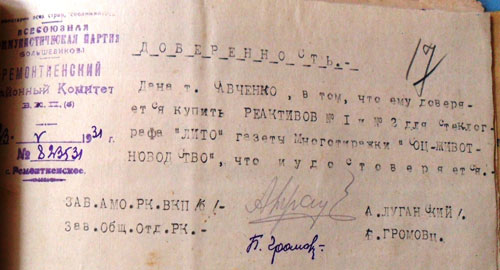 ВСЕСОЮЗНАЯ
КОММУНИСТИЧЕСКАЯ ПАРТИЯ
(БОЛЬШЕВИКОВ)
РЕМОНТНЕНСКИЙ
Районный Комитет
В.К.П.(б)
V 1931
№ 823531
с. Ремонтненское.
17
ДОВЕРЕННОСТЬ.-
Дана т. САВЧЕНКО, в том, что ему доверя-
ется купить РЕАКТИВОВ № I и № 2 для стеклог-
рафа "ЛИТО" газету Многотиражки "СОЦ-ЖИВОТ-
НОВОДСТВО", что и удостоверяется.-
ЗАВ.АМО.РК.ВКП /б/-
А.ЛУГАНСКИЙ/.
Зав.Общ.Отд.РК.-
П.Громов-
П.ГРОМОВ.